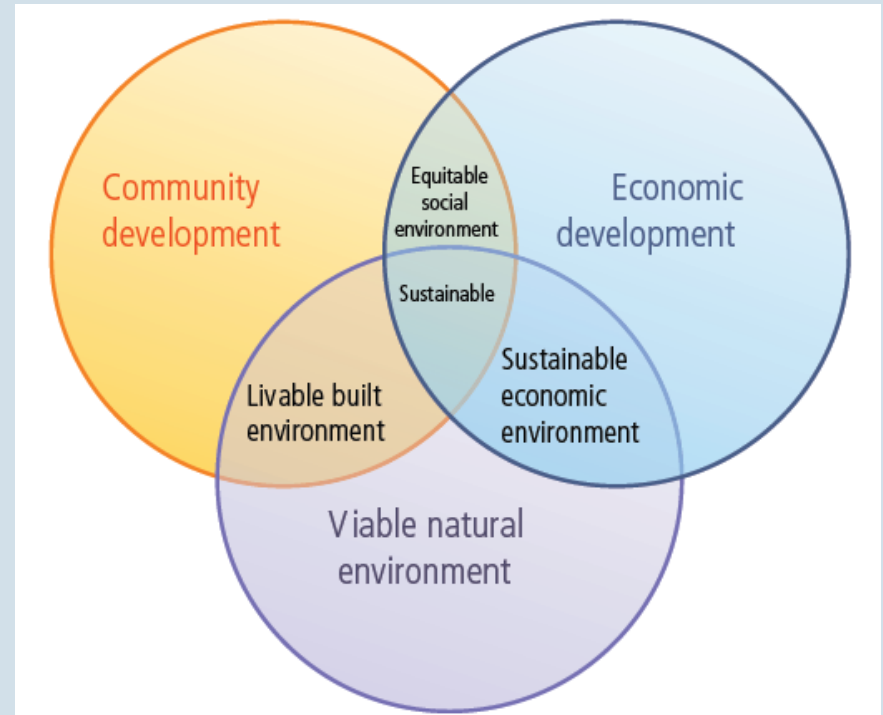 Community
development
Equitable
social
environment
Economic
development
Sustainable
Livable built
environment
Sustainable
economic
environment
Viable natural
environment